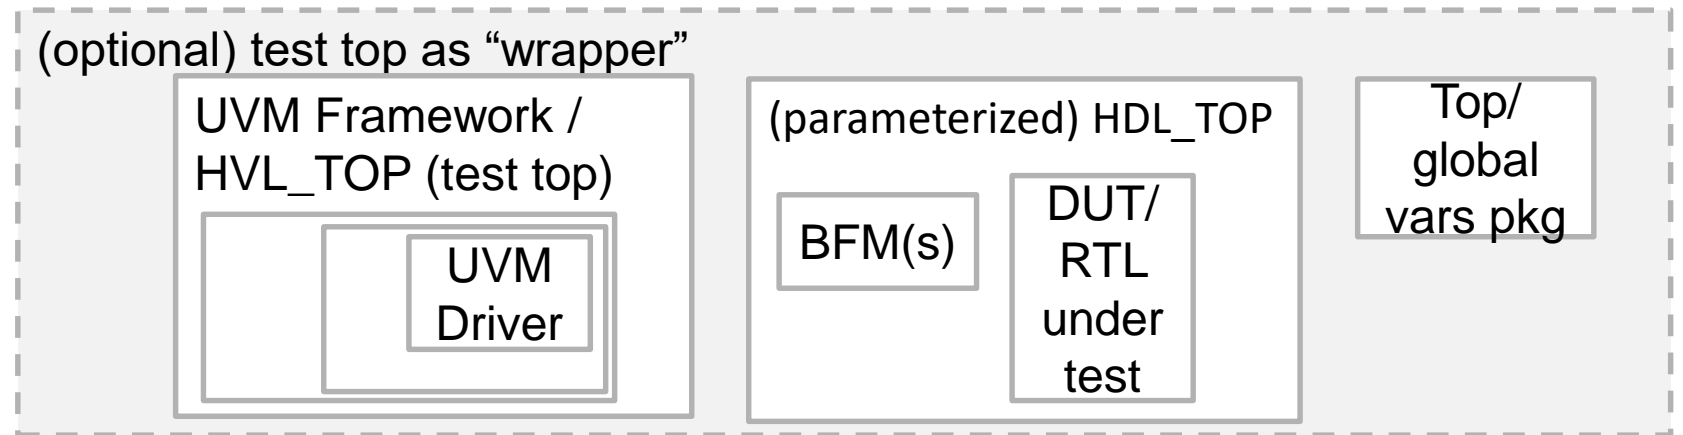 (optional) test top as “wrapper”
UVM Framework /
HVL_TOP (test top)
UVM
Driver
(parameterized) HDL_TOP
BFM(s)
DUT/
RTL
under
test
Top/
global
vars pkg